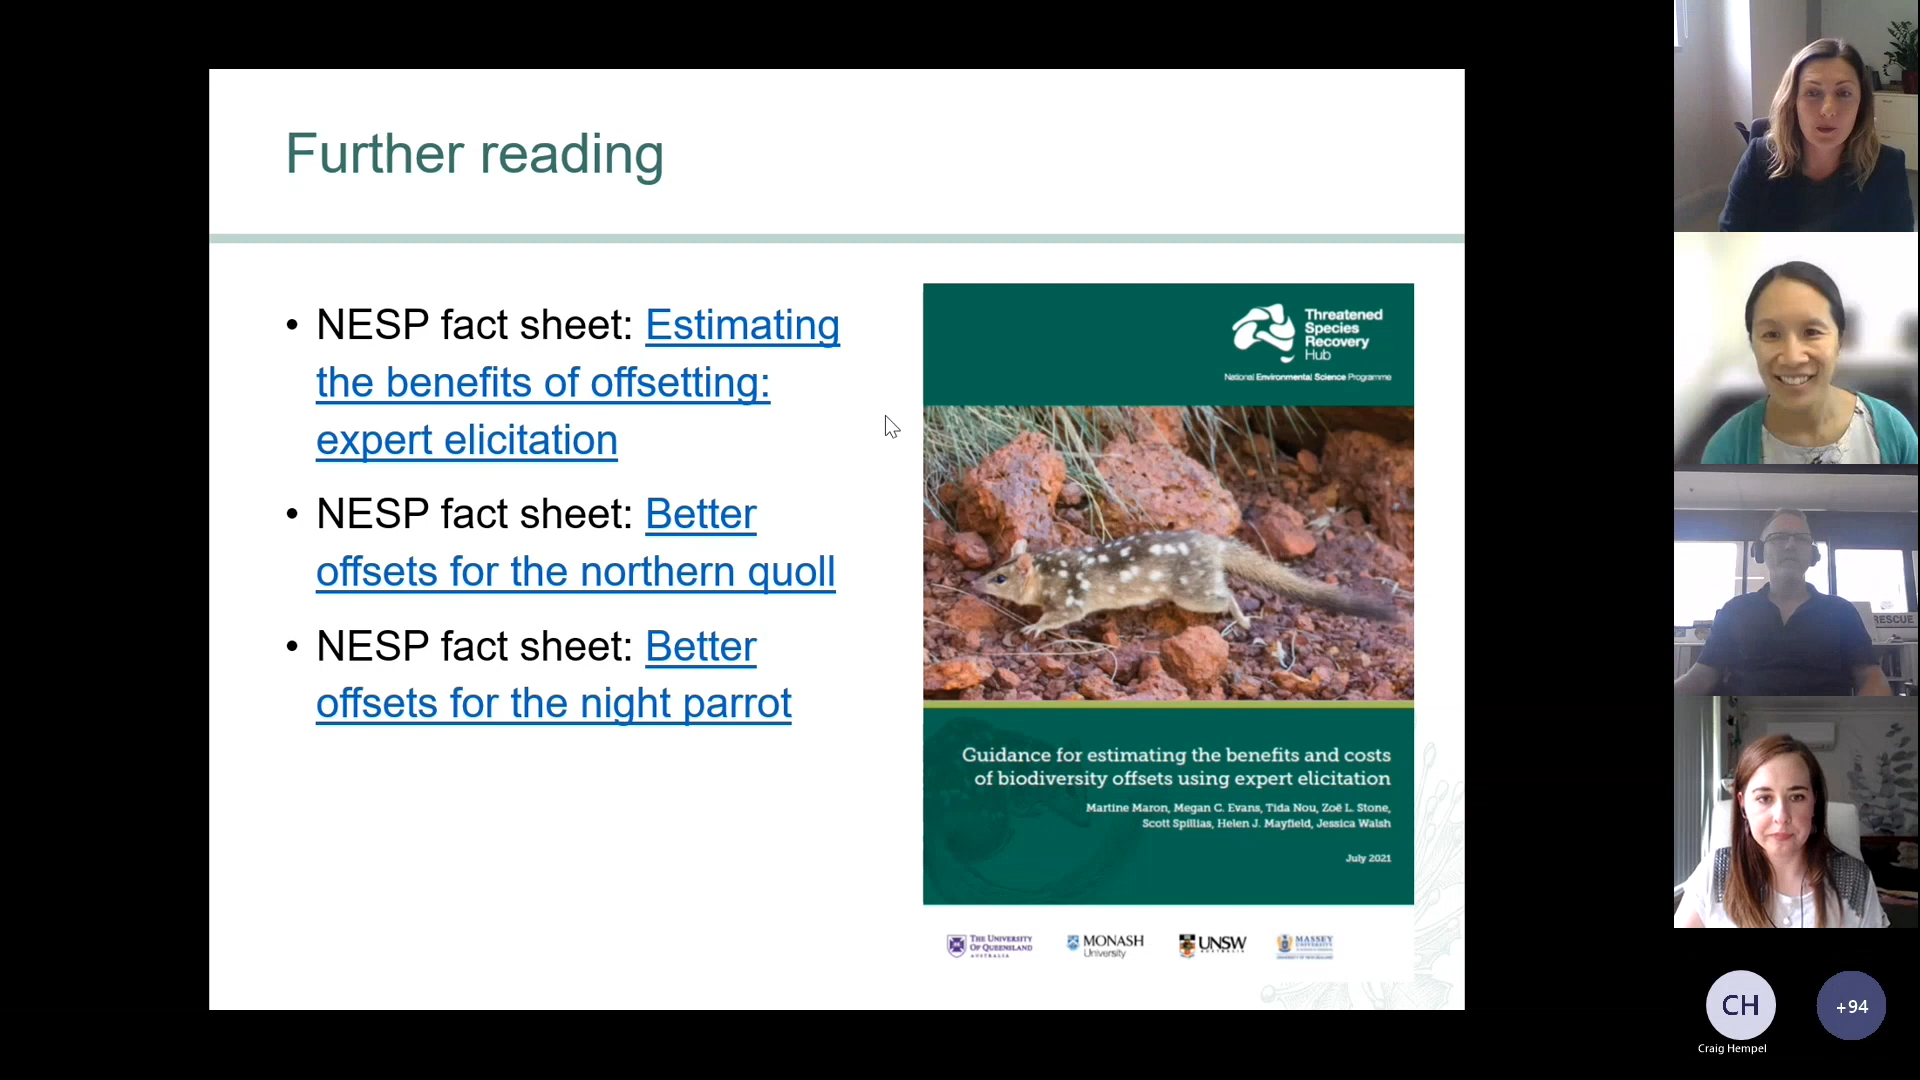 Further reading
• NESP fact sheet: Estimating
the benefits of offsetting:
expert elicitation
• NESP fact sheet: Better
offsets for the northern quoll
• NESP fact sheet: Better
offsets for the night parrot
Threatened
Species
Recovery
Hub
National Environmental Science Programme
Guidance for estimating the benefits and costs
of biodiversity offsets using expert elicitation
Martine Maron, Megan C. Evans, Tida Nou, Zoë L. Stone,
Scott Spillias, Helen J. Mayfield, Jessica Walsh
July 2021
THE UNIVERSITY
OF QUEENSLAND
AUSTRALIA
MONASH
University
UNSW
MASSEY
UNIVERSITY
RESCUE
CH
+94
Craig Hempel